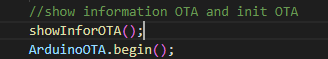 //show information OTA and init OTA
showInforOTA();
ArduinoOTA.begin();